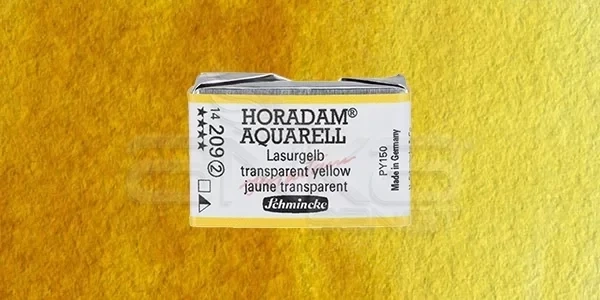 HORADAM®
AQUARELL
Lasurgelb
transparent yellow
jaune transparent
Schmincke
14 209 2
★★★★★
PY150
Made in Germany